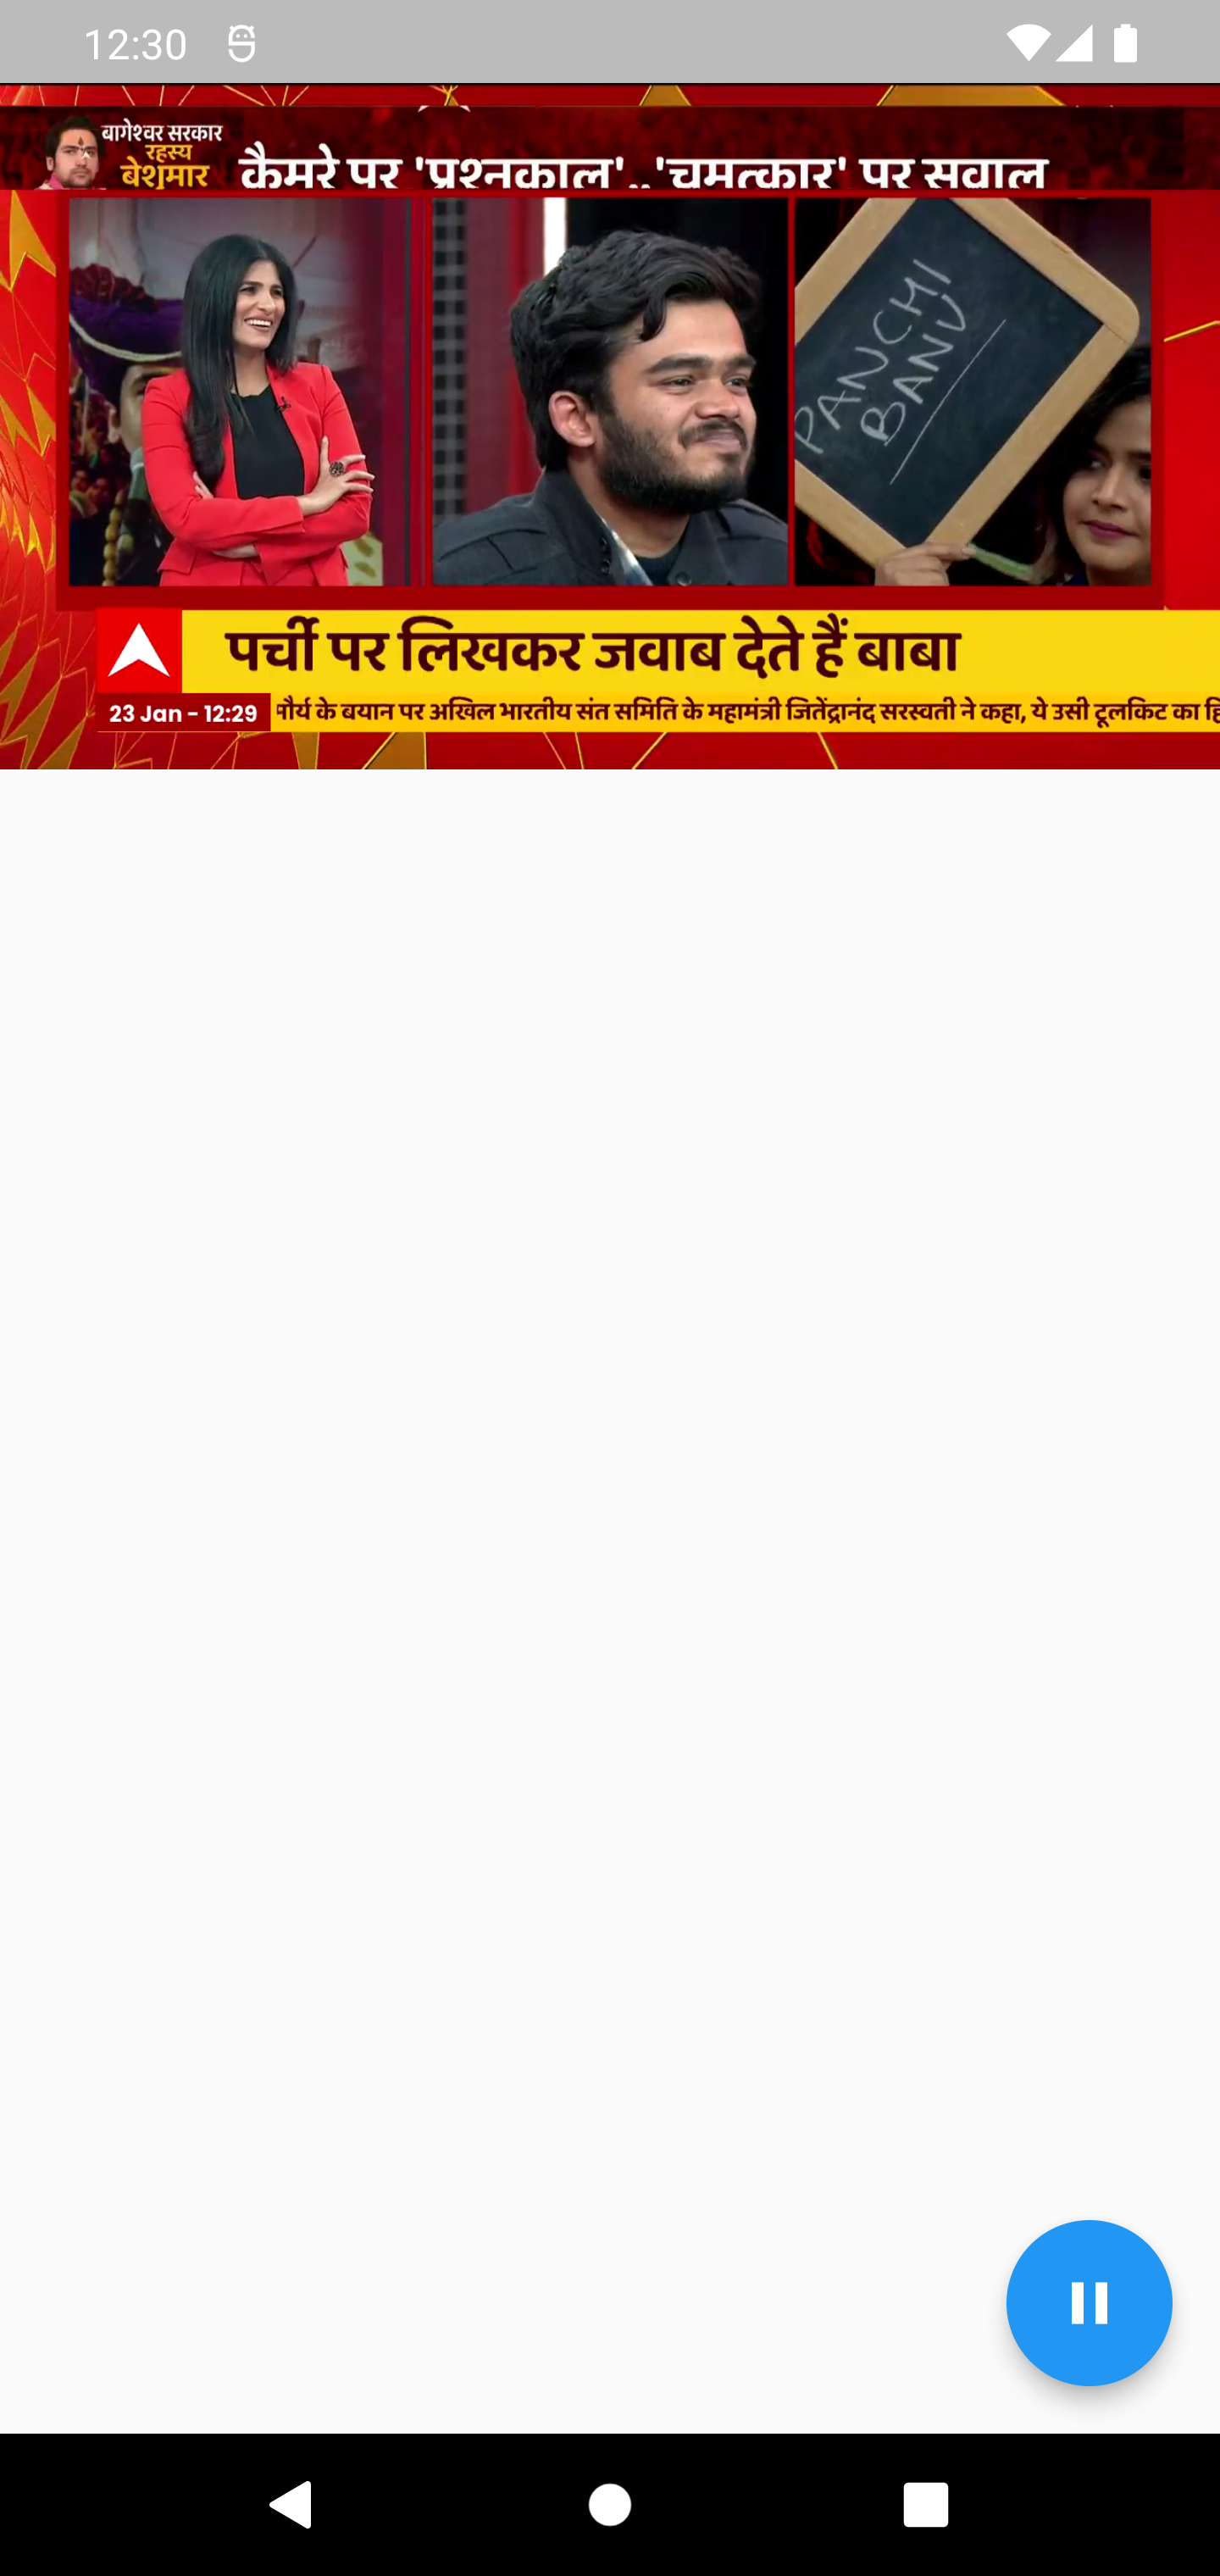 12:30
बागेश्वर सरकार
रहस्य
बेशुमार
कैमरे पर 'प्रश्नकाल'..'चमत्कार' पर सवाल
PANCHI
BANU
पर्ची पर लिखकर जवाब देते हैं बाबा
23 Jan - 12:29
मौर्य के बयान पर अखिल भारतीय संत समिति के महामंत्री जितेंद्रानंद सरस्वती ने कहा, ये उसी टूलकिट का